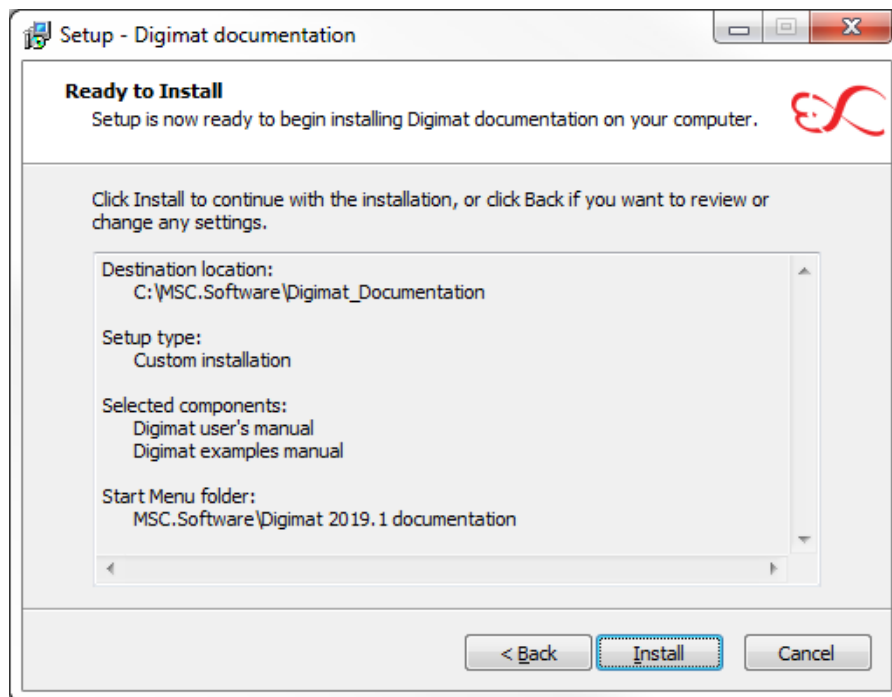 Setup - Digimat documentation
Ready to Install
Setup is now ready to begin installing Digimat documentation on your computer.
Click Install to continue with the installation, or click Back if you want to review or
change any settings.
Destination location:
C:\MSC.Software\Digimat_Documentation
Setup type:
Custom installation
Selected components:
Digimat user's manual
Digimat examples manual
Start Menu folder:
MSC.Software\Digimat 2019.1 documentation
< Back
Install
Cancel